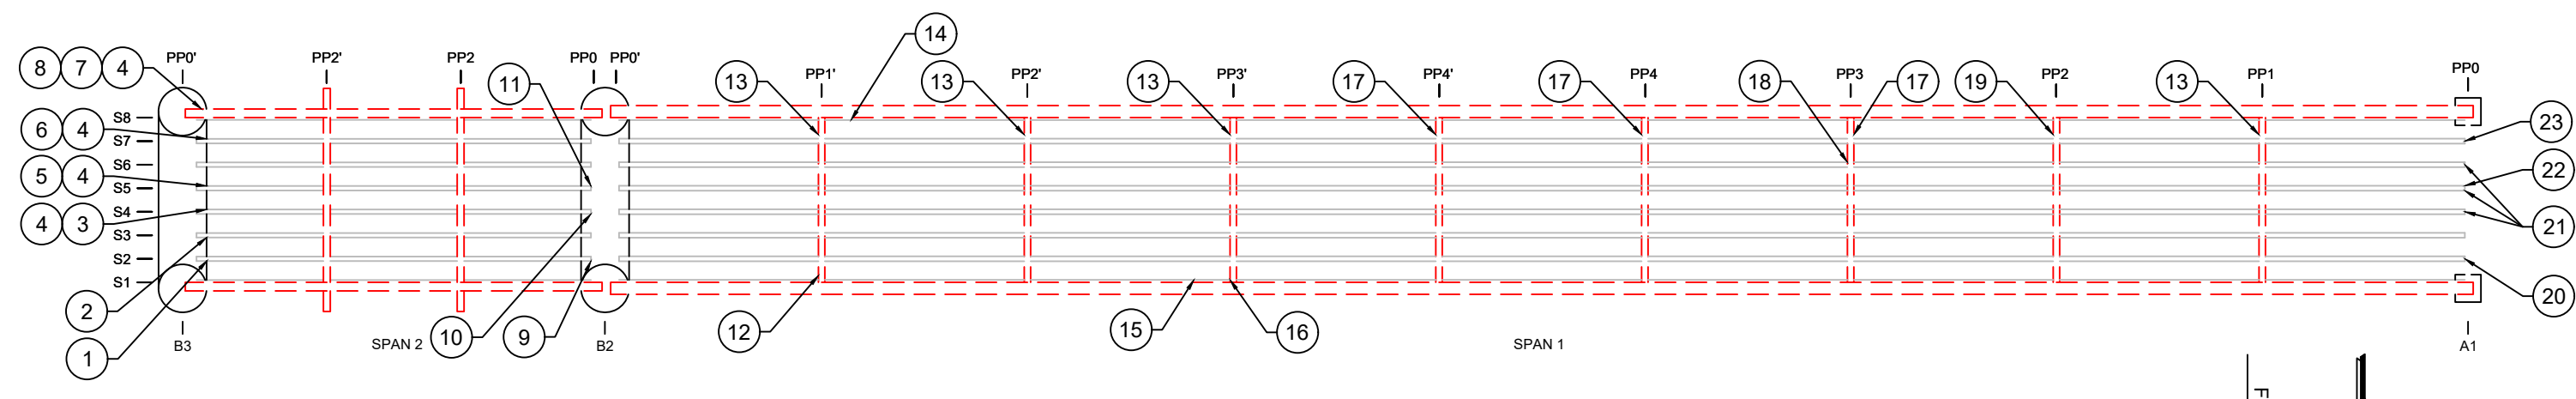 14
8 7 4 PP0' PP2' PP2 PP0 PP0' 11 13 PP1' 13 PP2' 13 PP3' 17 PP4' 17 PP4 18 PP3 17 19 PP2 13 PP1 PP0
S8
6 4 23
S7
S6
5 4 22
S5
S4
4 3 21
S3
S2
S1
2 20
10 9 12 15 16
1 B3 SPAN 2 B2 SPAN 1 A1
F